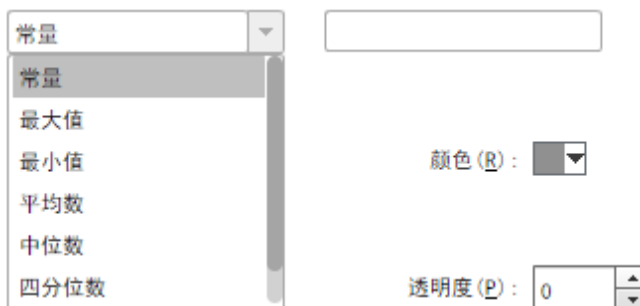 常量
常量
最大值
最小值
颜色(R):
平均数
中位数
四分位数
透明度(P): 0